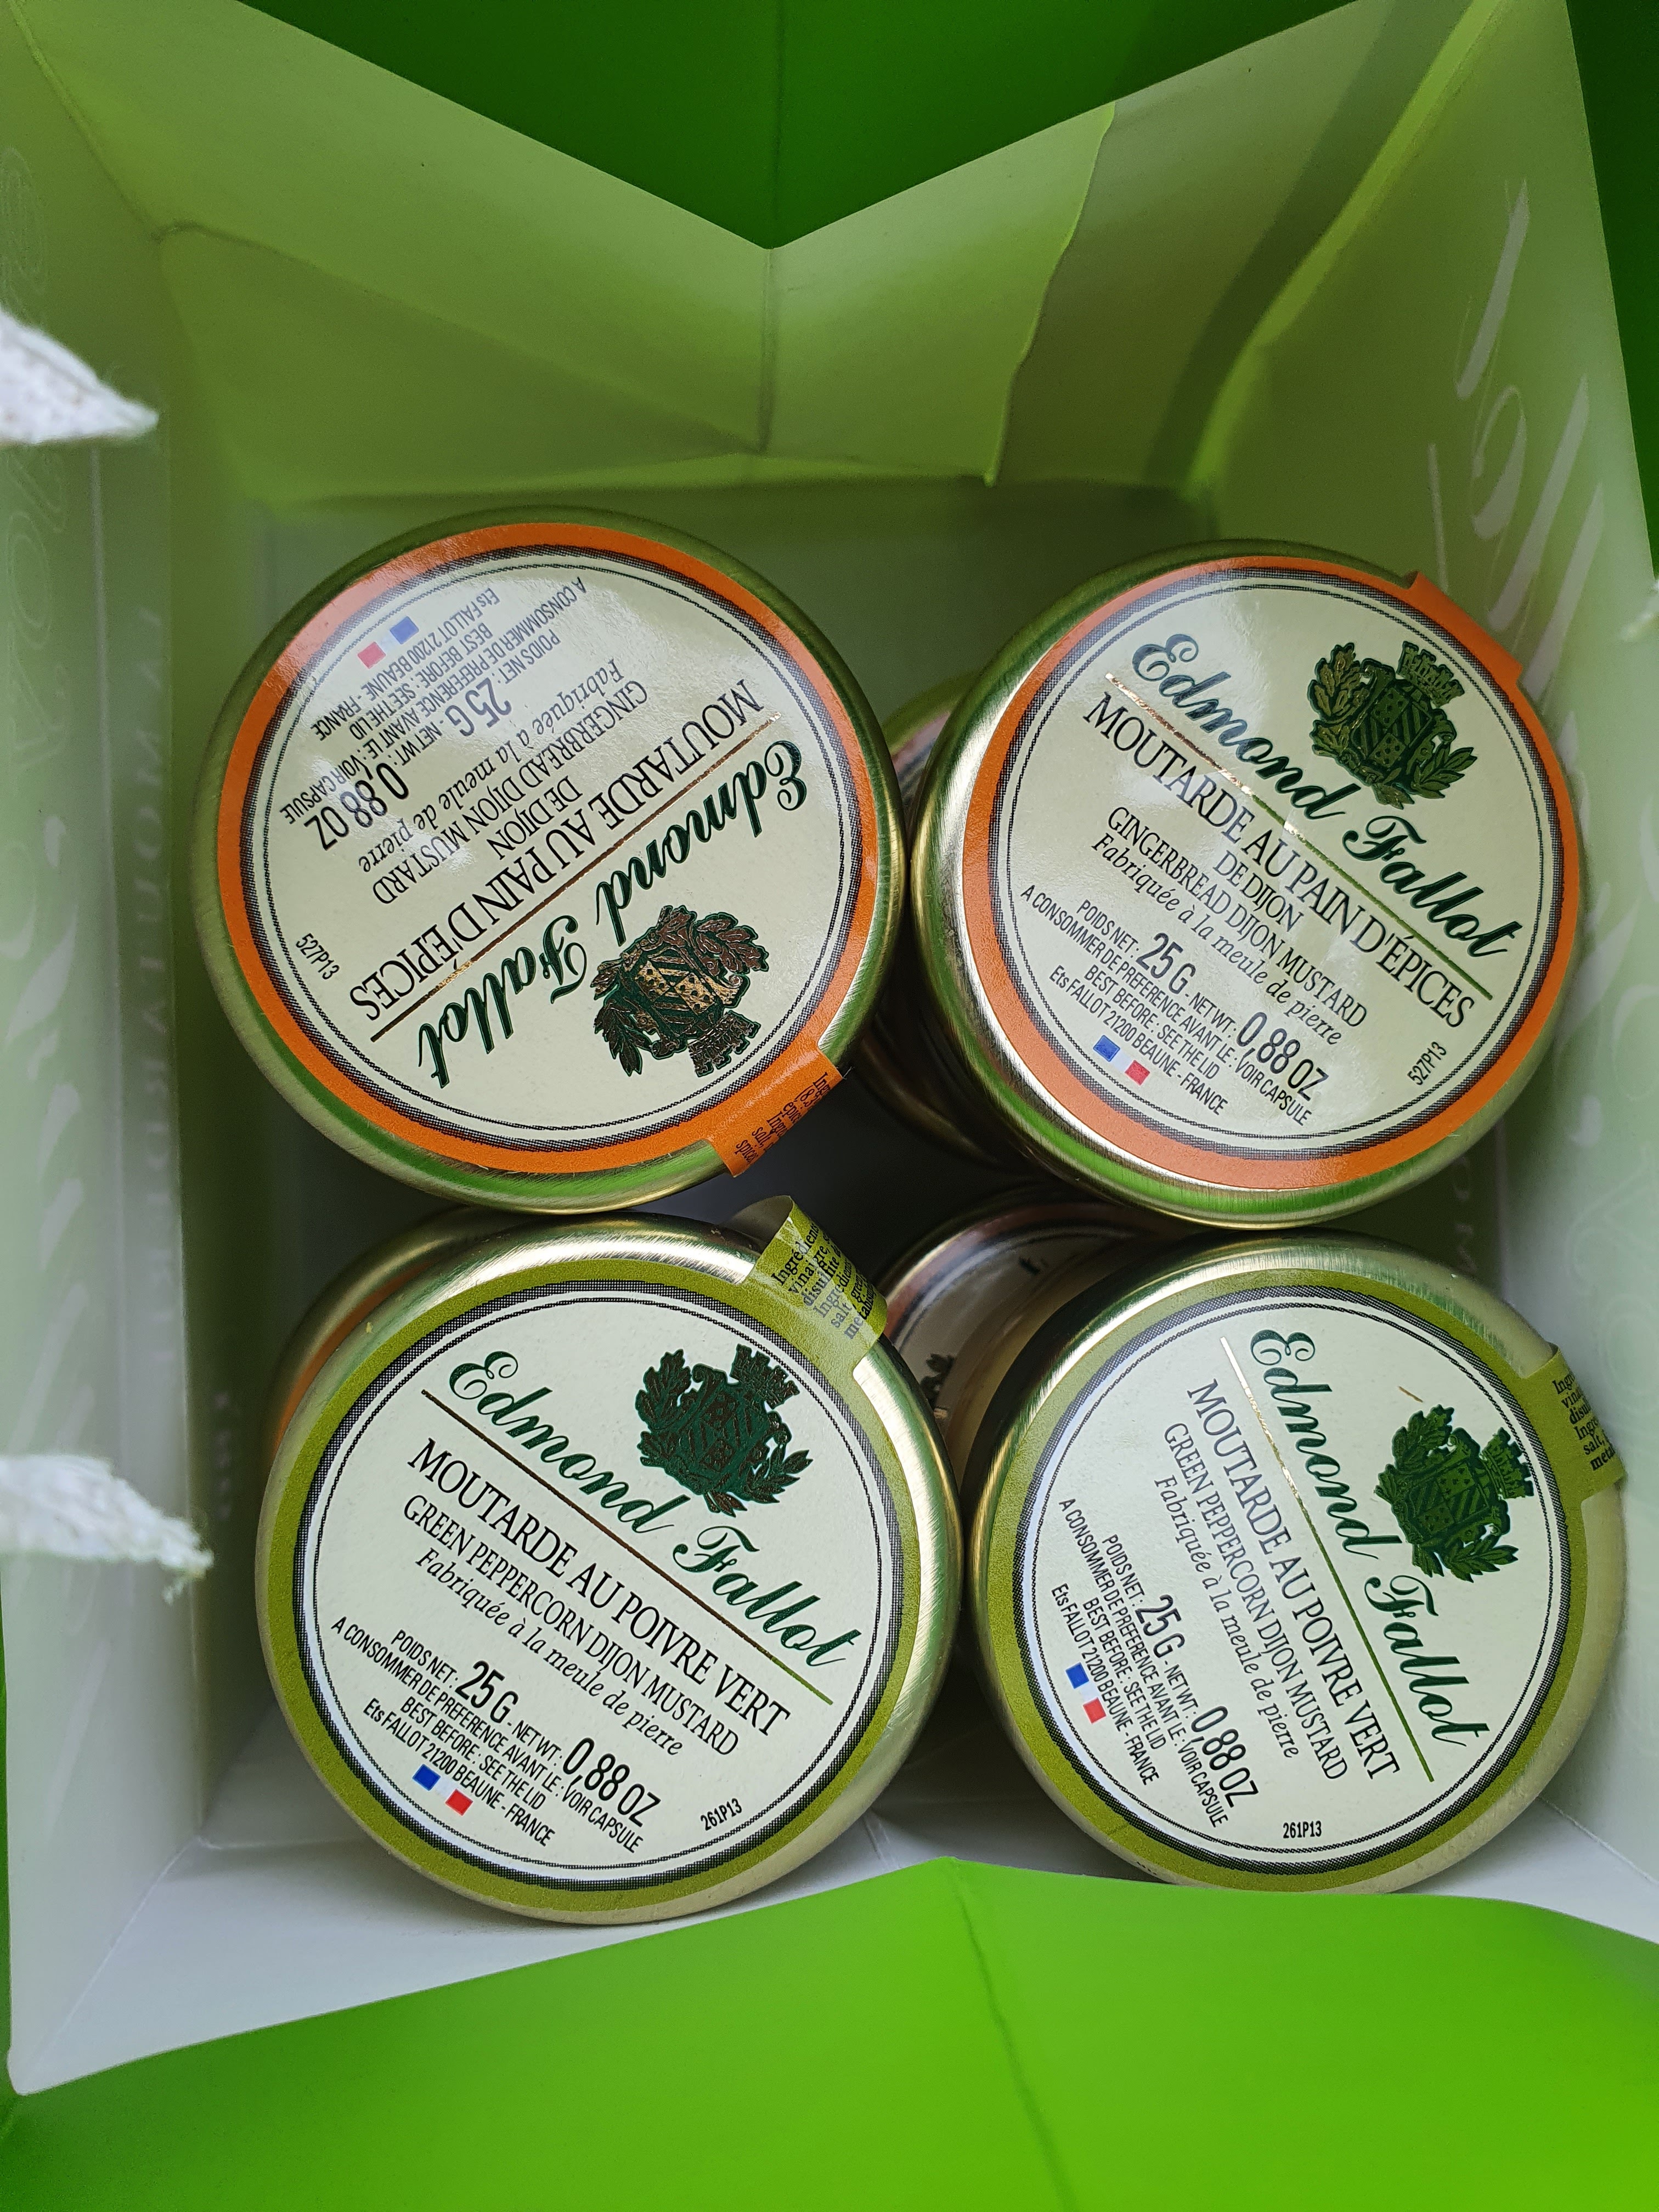 Edmond Fallot
MOUTARDE AU PAIN D'ÉPICES
DE DIJON
GINGERBREAD DIJON MUSTARD
Fabriquée à la meule de pierre
POIDS NET : 25 G - NET WT : 0,88 OZ
A CONSOMMER DE PREFERENCE AVANT LE : VOIR CAPSULE
BEST BEFORE : SEE THE LID
Ets FALLOT 21200 BEAUNE - FRANCE
527P13
Edmond Fallot
MOUTARDE AU PAIN D'ÉPICES
DE DIJON
GINGERBREAD DIJON MUSTARD
Fabriquée à la meule de pierre
POIDS NET : 25 G - NET WT : 0,88 OZ
A CONSOMMER DE PREFERENCE AVANT LE : VOIR CAPSULE
BEST BEFORE : SEE THE LID
Ets FALLOT 21200 BEAUNE - FRANCE
527P13
Edmond Fallot
MOUTARDE AU POIVRE VERT
GREEN PEPPERCORN DIJON MUSTARD
Fabriquée à la meule de pierre
POIDS NET : 25 G - NET WT : 0,88 OZ
A CONSOMMER DE PREFERENCE AVANT LE : VOIR CAPSULE
BEST BEFORE : SEE THE LID
Ets FALLOT 21200 BEAUNE - FRANCE
261P13
Edmond Fallot
MOUTARDE AU POIVRE VERT
GREEN PEPPERCORN DIJON MUSTARD
Fabriquée à la meule de pierre
POIDS NET : 25 G - NET WT : 0,88 OZ
A CONSOMMER DE PREFERENCE AVANT LE : VOIR CAPSULE
BEST BEFORE : SEE THE LID
Ets FALLOT 21200 BEAUNE - FRANCE
261P13